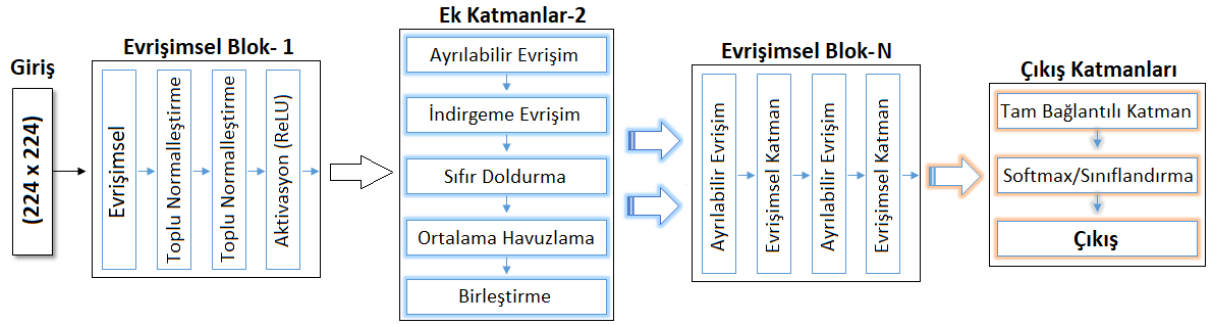 Giriş
(224 x 224)
Evrişimsel Blok- 1
Evrişimsel
Toplu Normalleştirme
Toplu Normalleştirme
Aktivasyon (ReLU)
Ek Katmanlar-2
Ayrılabilir Evrişim
İndirgeme Evrişim
Sıfır Doldurma
Ortalama Havuzlama
Birleştirme
Evrişimsel Blok-N
Ayrılabilir Evrişim
Evrişimsel Katman
Ayrılabilir Evrişim
Evrişimsel Katman
Çıkış Katmanları
Tam Bağlantılı Katman
Softmax/Sınıflandırma
Çıkış